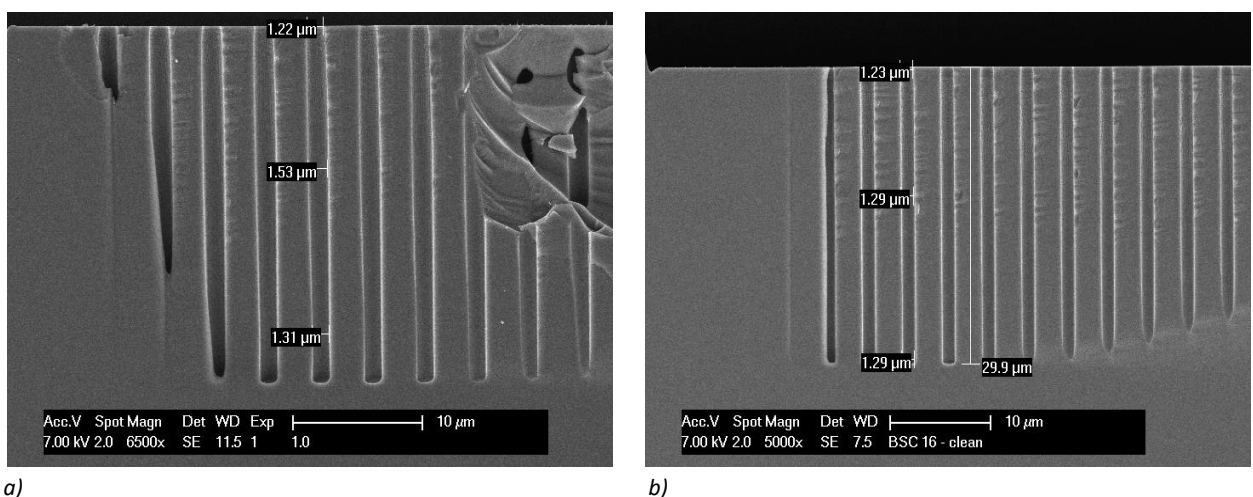 1.22 µm
1.53 µm
1.31 µm
Acc.V Spot Magn Det WD Exp 10 µm
7.00 kV 2.0 6500x SE 11.5 1 1.0
a)
1.23 µm
1.29 µm
1.29 µm 29.9 µm
Acc.V Spot Magn Det WD 10 µm
7.00 kV 2.0 5000x SE 7.5 BSC 16 - clean
b)